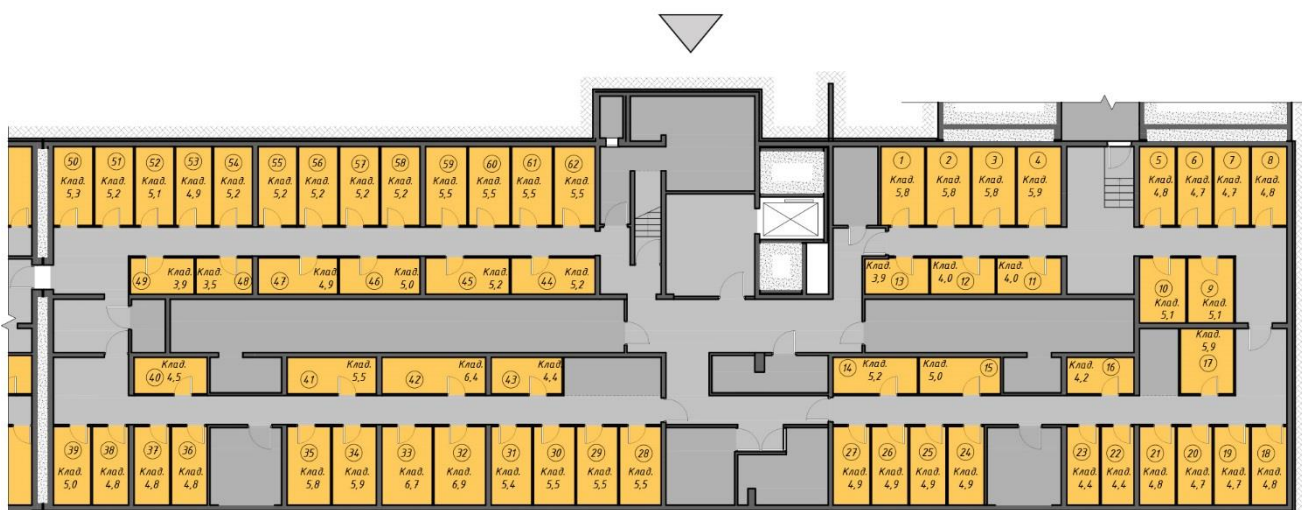 50 51 52 53 54 55 56 57 58 59 60 61 62 1 2 3 4 5 6 7 8
Клад. Клад. Клад. Клад. Клад. Клад. Клад. Клад. Клад. Клад. Клад. Клад. Клад. Клад. Клад. Клад. Клад. Клад. Клад. Клад. Клад.
5,3 5,2 5,1 4,9 5,2 5,2 5,2 5,2 5,2 5,5 5,5 5,5 5,5 5,8 5,8 5,8 5,9 4,8 4,7 4,7 4,8
Клад. Клад. Клад. Клад. Клад. Клад. Клад. Клад. Клад.
49 3,9 3,5 48 47 4,9 46 5,0 45 5,2 44 5,2 3,9 13 4,0 12 4,0 11
10 9
Клад. Клад.
5,1 5,1
Клад.
5,9
17
Клад. Клад. Клад. Клад. Клад. Клад. Клад.
40 4,5 41 5,5 42 6,4 43 4,4 14 5,2 5,0 15 4,2 16
39 38 37 36 35 34 33 32 31 30 29 28 27 26 25 24 23 22 21 20 19 18
Клад. Клад. Клад. Клад. Клад. Клад. Клад. Клад. Клад. Клад. Клад. Клад. Клад. Клад. Клад. Клад. Клад. Клад. Клад. Клад. Клад. Клад.
5,0 4,8 4,8 4,8 5,8 5,9 6,7 6,9 5,4 5,5 5,5 5,5 4,9 4,9 4,9 4,9 4,4 4,4 4,8 4,7 4,7 4,8